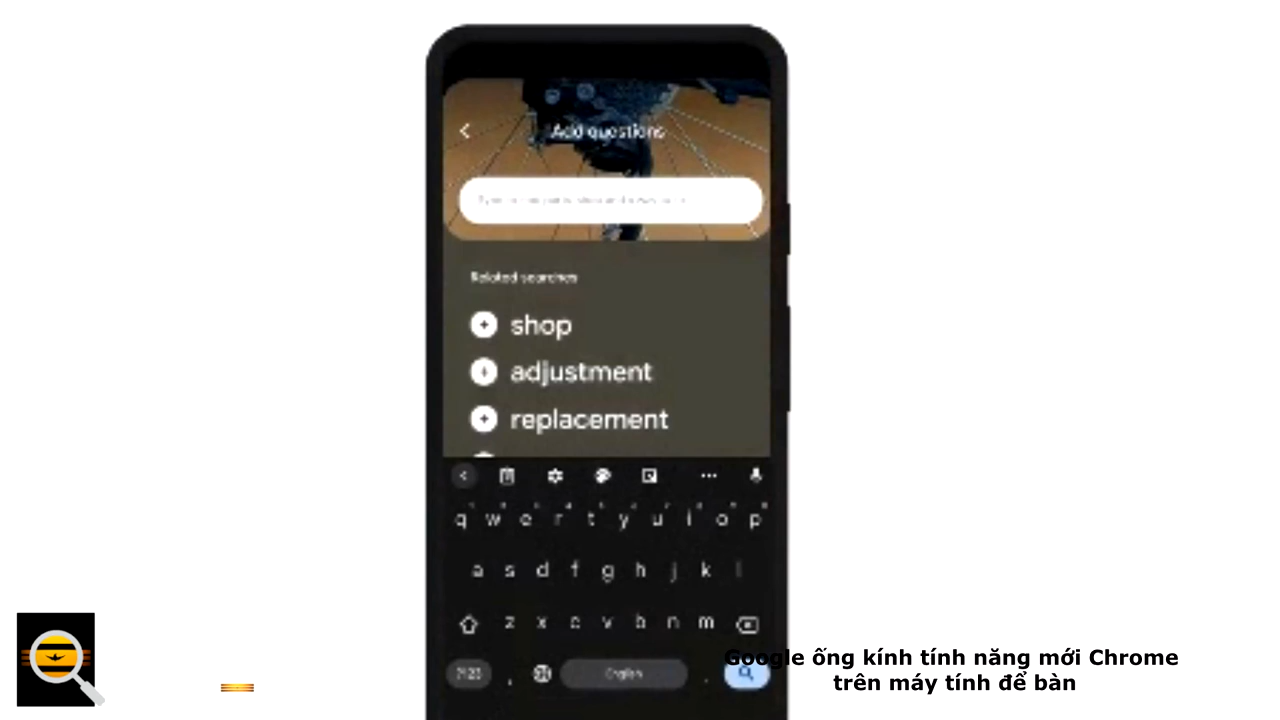 Add questions
Related searches
shop
adjustment
replacement
q w e r t y u i o p
a s d f g h j k l
z x c v b n m
?123 , English .
Google ống kính tính năng mới Chrome
trên máy tính để bàn